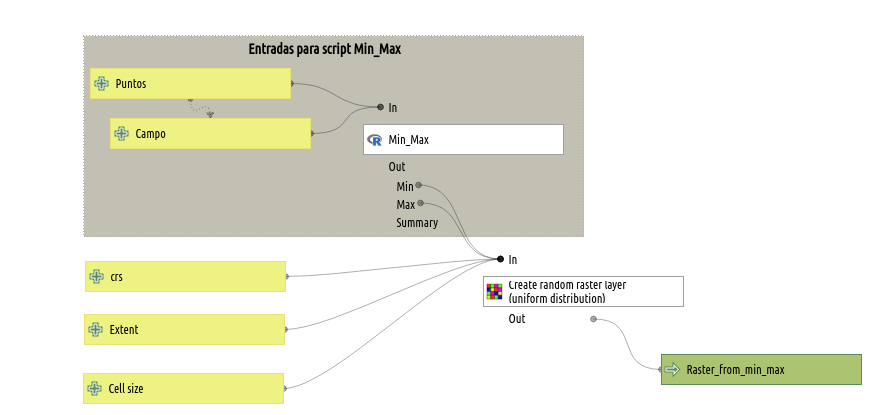 Entradas para script Min_Max
Puntos
In
Campo
Min_Max
Out
Min
Max
Summary
In
crs
Create random raster layer
(uniform distribution)
Out
Extent
Raster_from_min_max
Cell size